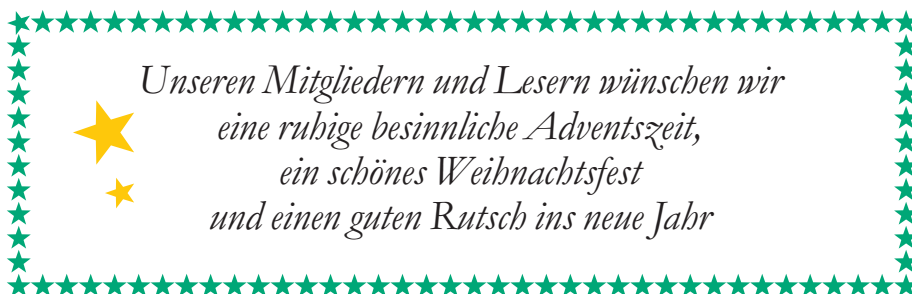 Unseren Mitgliedern und Lesern wünschen wir
eine ruhige besinnliche Adventszeit,
ein schönes Weihnachtsfest
und einen guten Rutsch ins neue Jahr